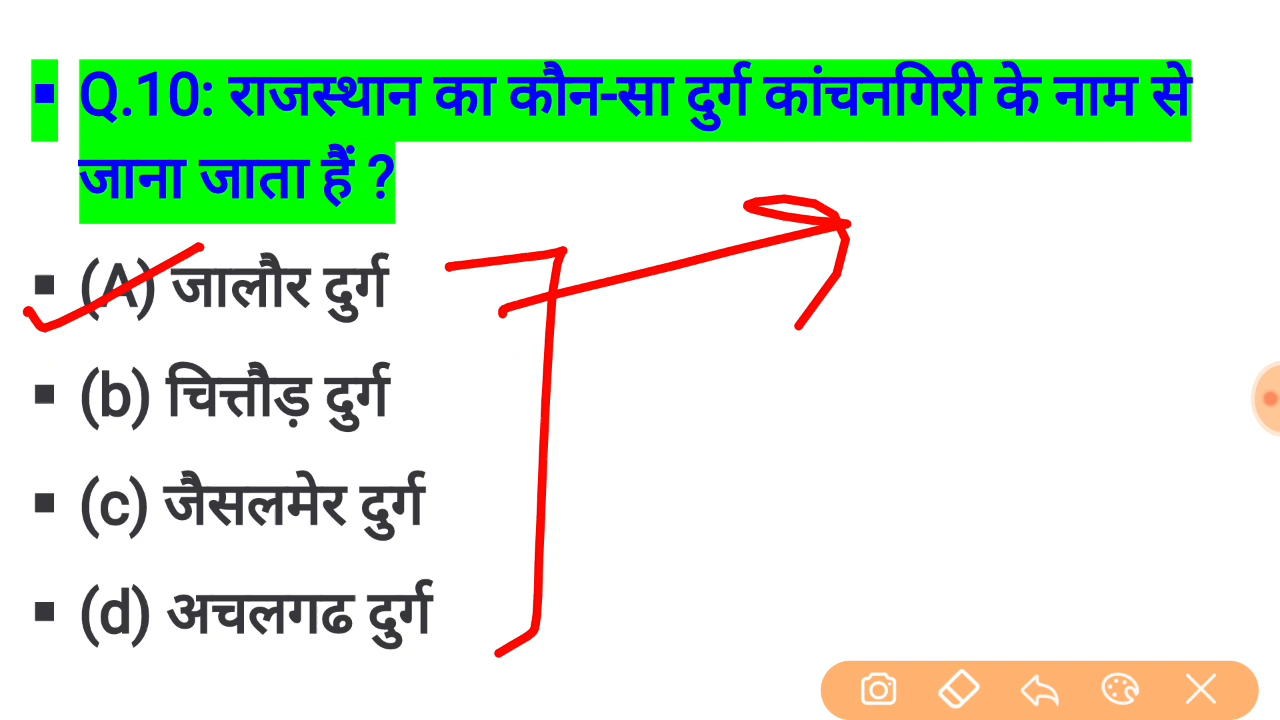 ▪ Q.10: राजस्थान का कौन-सा दुर्ग कांचनगिरी के नाम से
जाना जाता हैं ?
▪ (A) जालौर दुर्ग
▪ (b) चित्तौड़ दुर्ग
▪ (c) जैसलमेर दुर्ग
▪ (d) अचलगढ दुर्ग